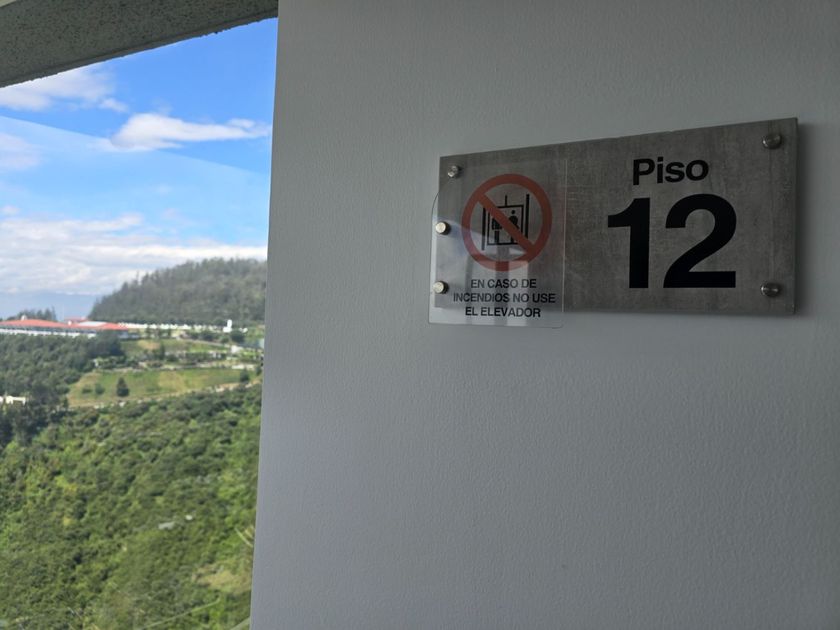 Piso
12
EN CASO DE
INCENDIOS NO USE
EL ELEVADOR